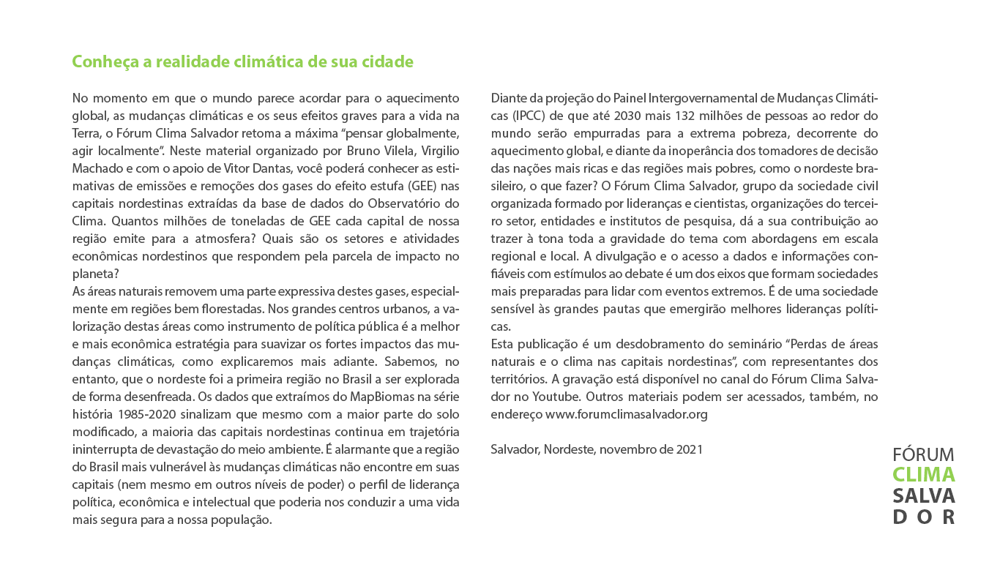 Conheça a realidade climática de sua cidade
No momento em que o mundo parece acordar para o aquecimento
global, as mudanças climáticas e os seus efeitos graves para a vida na
Terra, o Fórum Clima Salvador retoma a máxima “pensar globalmente,
agir localmente”. Neste material organizado por Bruno Vilela, Virgilio
Machado e com o apoio de Vitor Dantas, você poderá conhecer as esti-
mativas de emissões e remoções dos gases do efeito estufa (GEE) nas
capitais nordestinas extraídas da base de dados do Observatório do
Clima. Quantos milhões de toneladas de GEE cada capital de nossa
região emite para a atmosfera? Quais são os setores e atividades
econômicas nordestinos que respondem pela parcela de impacto no
planeta?
As áreas naturais removem uma parte expressiva destes gases, especial-
mente em regiões bem florestadas. Nos grandes centros urbanos, a va-
lorização destas áreas como instrumento de política pública é a melhor
e mais econômica estratégia para suavizar os fortes impactos das mu-
danças climáticas, como explicaremos mais adiante. Sabemos, no
entanto, que o nordeste foi a primeira região no Brasil a ser explorada
de forma desenfreada. Os dados que extraímos do MapBiomas na série
história 1985-2020 sinalizam que mesmo com a maior parte do solo
modificado, a maioria das capitais nordestinas continua em trajetória
ininterrupta de devastação do meio ambiente. É alarmante que a região
do Brasil mais vulnerável às mudanças climáticas não encontre em suas
capitais (nem mesmo em outros níveis de poder) o perfil de liderança
política, econômica e intelectual que poderia nos conduzir a uma vida
mais segura para a nossa população.
Diante da projeção do Painel Intergovernamental de Mudanças Climáti-
cas (IPCC) de que até 2030 mais 132 milhões de pessoas ao redor do
mundo serão empurradas para a extrema pobreza, decorrente do
aquecimento global, e diante da inoperância dos tomadores de decisão
das nações mais ricas e das regiões mais pobres, como o nordeste bra-
sileiro, o que fazer? O Fórum Clima Salvador, grupo da sociedade civil
organizada formado por lideranças e cientistas, organizações do tercei-
ro setor, entidades e institutos de pesquisa, dá a sua contribuição ao
trazer à tona toda a gravidade do tema com abordagens em escala
regional e local. A divulgação e o acesso a dados e informações con-
fiáveis com estímulos ao debate é um dos eixos que formam sociedades
mais preparadas para lidar com eventos extremos. É de uma sociedade
sensível às grandes pautas que emergirão melhores lideranças políti-
cas.
Esta publicação é um desdobramento do seminário “Perdas de áreas
naturais e o clima nas capitais nordestinas”, com representantes dos
territórios. A gravação está disponível no canal do Fórum Clima Salva-
dor no Youtube. Outros materiais podem ser acessados, também, no
endereço www.forumclimasalvador.org
Salvador, Nordeste, novembro de 2021
FÓRUM
CLIMA
SALVA
DOR